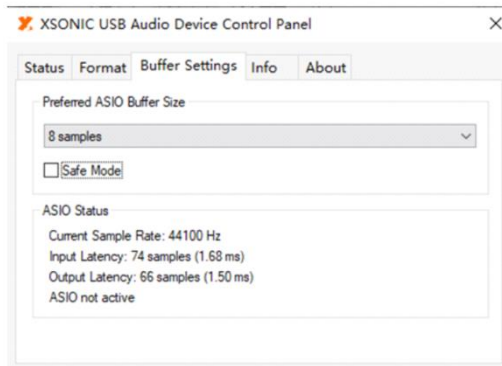 XSONIC USB Audio Device Control Panel
Status Format Buffer Settings Info About
Preferred ASIO Buffer Size
8 samples
Safe Mode
ASIO Status
Current Sample Rate: 44100 Hz
Input Latency: 74 samples (1.68 ms)
Output Latency: 66 samples (1.50 ms)
ASIO not active